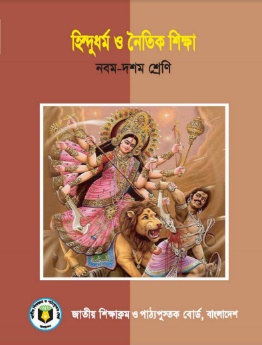 হিন্দুধর্ম ও নৈতিক শিক্ষা
নবম-দশম শ্রেণি
জাতীয় শিক্ষাক্রম ও পাঠ্যপুস্তক বোর্ড, বাংলাদেশ